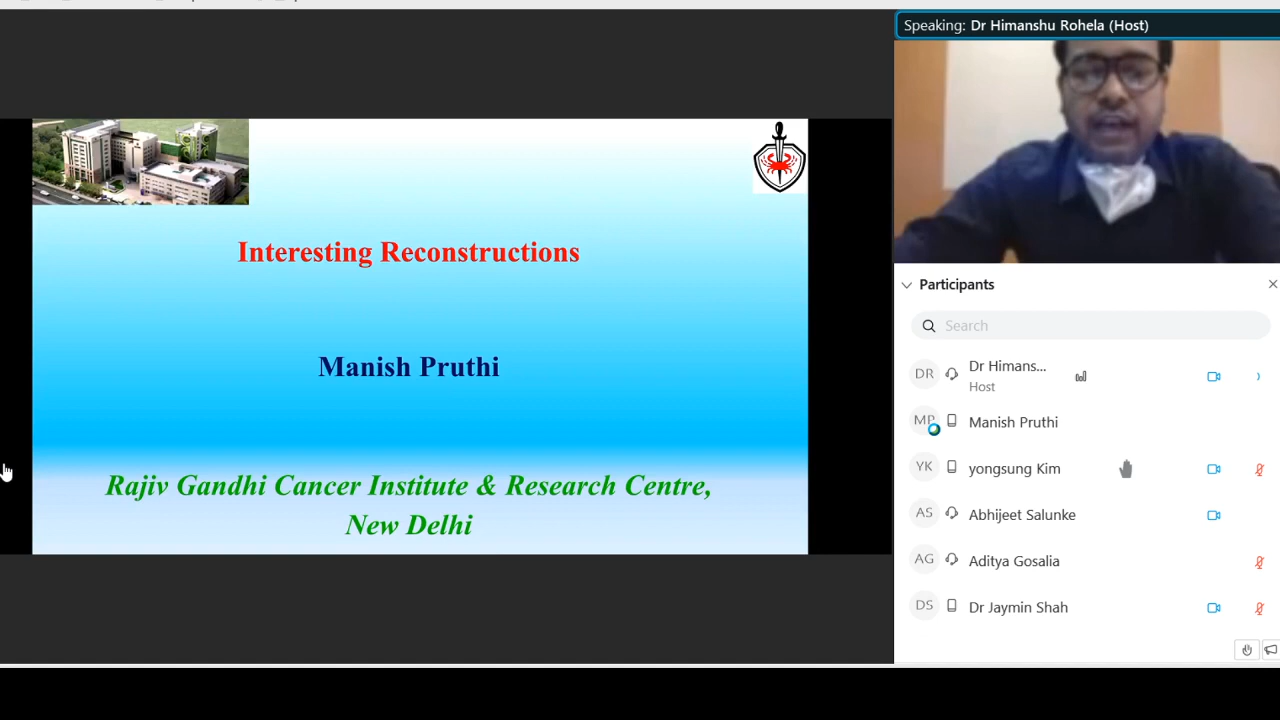 Speaking: Dr Himanshu Rohela (Host)
Interesting Reconstructions
Manish Pruthi
Rajiv Gandhi Cancer Institute & Research Centre,
New Delhi
Participants
Search
DR
Dr Himans...
Host
MP
Manish Pruthi
YK
yongsung Kim
AS
Abhijeet Salunke
AG
Aditya Gosalia
DS
Dr Jaymin Shah